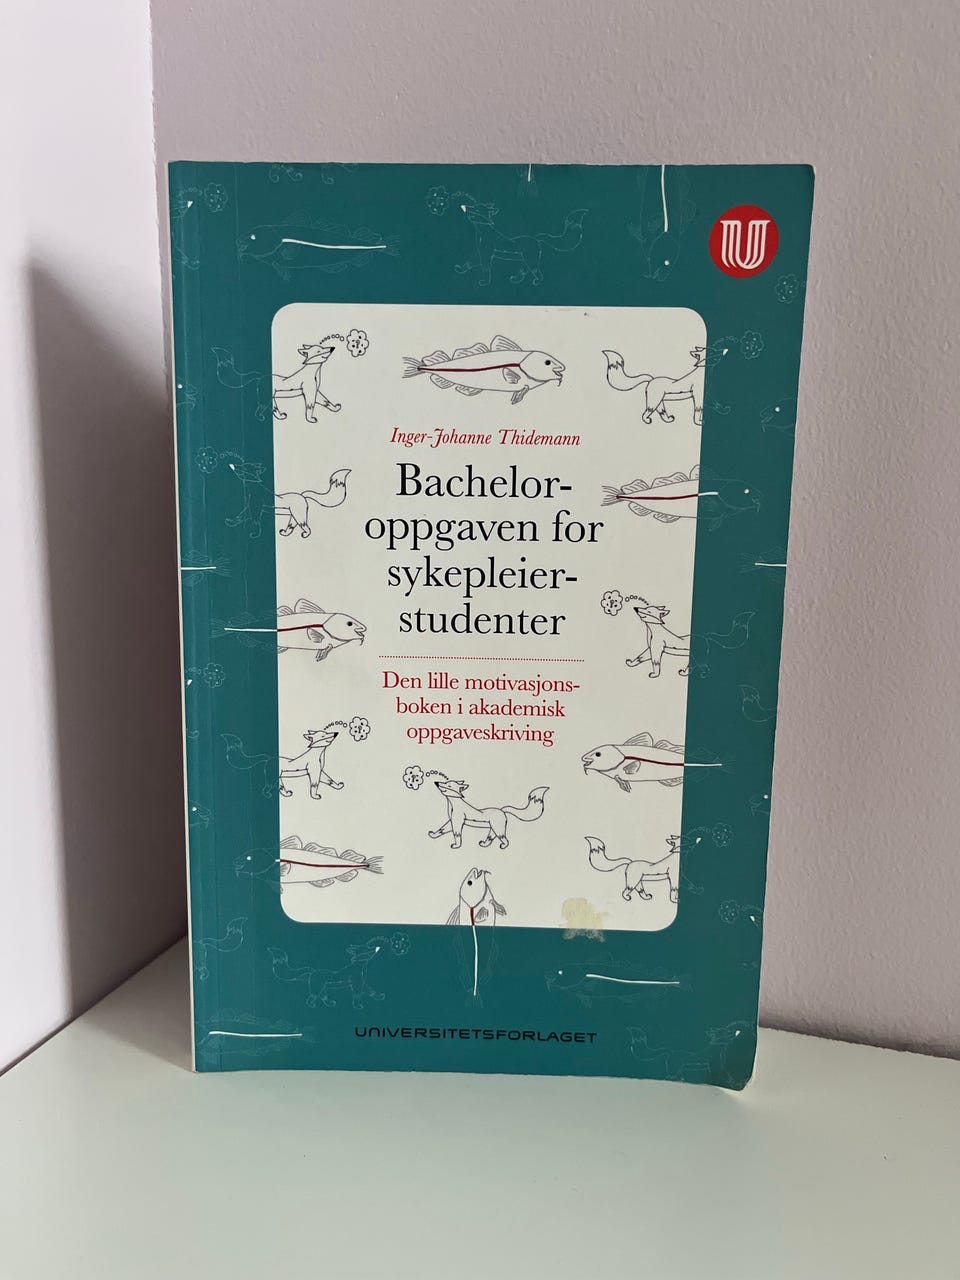 U
Inger-Johanne Thidemann
Bachelor-
oppgaven for
sykepleier-
studenter
Den lille motivasjons-
boken i akademisk
oppgaveskriving
UNIVERSITETSFORLAGET